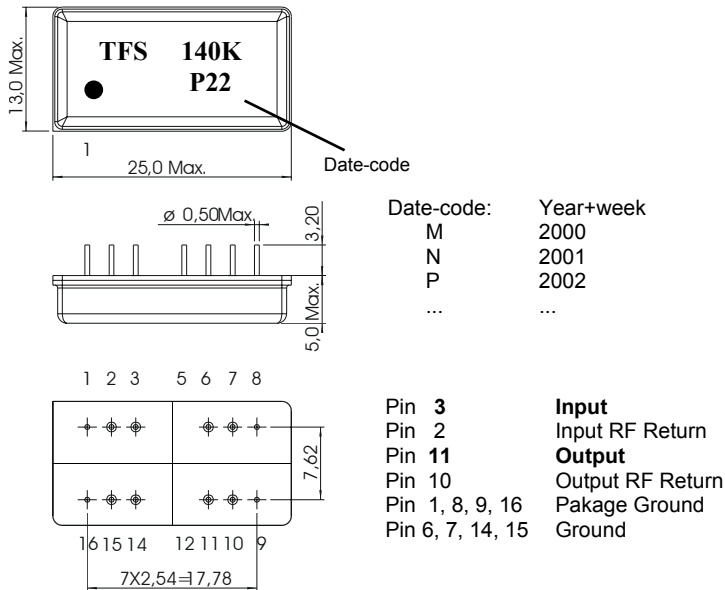 TFS 140K
P22
13,0 Max.
1
25,0 Max.
Date-code
ø 0,50Max.
3,20
5,0 Max.
Date-code: Year+week
M 2000
N 2001
P 2002
... ...
1 2 3 5 6 7 8
7,62
16 15 14 12 11 10 9
7X2,54=17,78
Pin 3 Input
Pin 2 Input RF Return
Pin 11 Output
Pin 10 Output RF Return
Pin 1, 8, 9, 16 Pakage Ground
Pin 6, 7, 14, 15 Ground